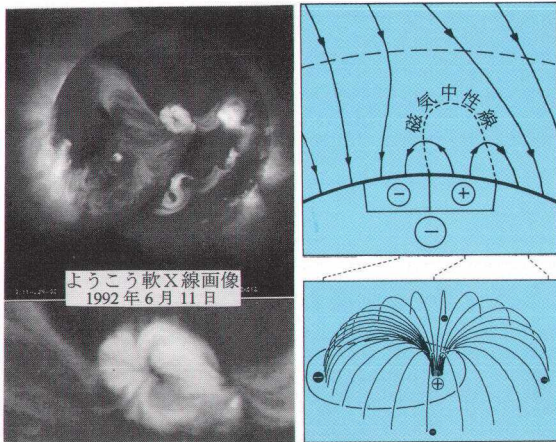 ようこう軟X線画像
1992年6月11日
磁気中性線
⊖ ⊕
⊖
⊖
⊖ ⊕ ⊖
⊖